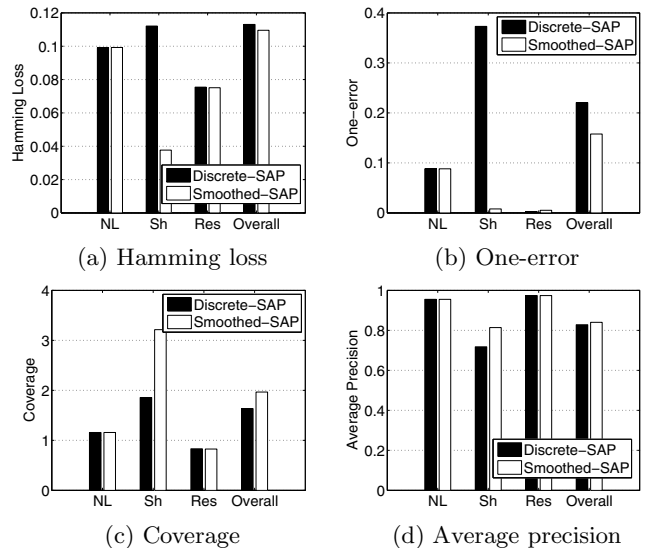 0.12
0.1
0.08
0.06
0.04
0.02
0
Hamming Loss
Discrete-SAP
Smoothed-SAP
NL Sh Res Overall
(a) Hamming loss
0.4
0.3
0.2
0.1
0
One-error
Discrete-SAP
Smoothed-SAP
NL Sh Res Overall
(b) One-error
4
3
2
1
0
Coverage
Discrete-SAP
Smoothed-SAP
NL Sh Res Overall
(c) Coverage
1
0.8
0.6
0.4
0.2
0
Average Precision
Discrete-SAP
Smoothed-SAP
NL Sh Res Overall
(d) Average precision